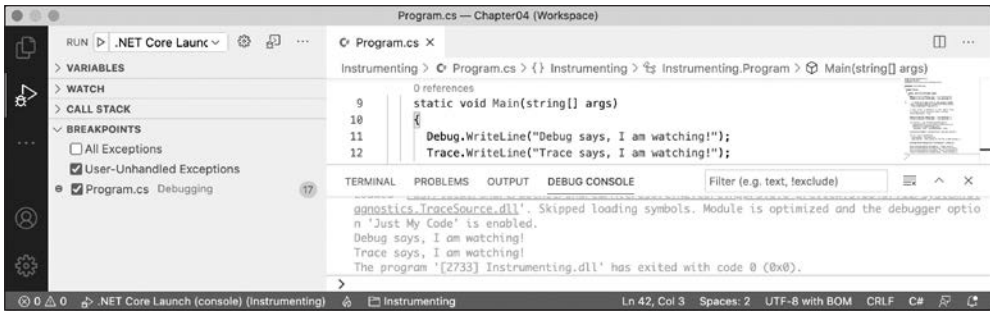 Program.cs — Chapter04 (Workspace)
RUN .NET Core Launc
VARIABLES
WATCH
CALL STACK
BREAKPOINTS
All Exceptions
User-Unhandled Exceptions
Program.cs Debugging 17
Program.cs
Instrumenting > Program.cs > {} Instrumenting > Instrumenting.Program > Main(string[] args)
0 references
9 static void Main(string[] args)
10 {
11 Debug.WriteLine("Debug says, I am watching!");
12 Trace.WriteLine("Trace says, I am watching!");
TERMINAL PROBLEMS OUTPUT DEBUG CONSOLE Filter (e.g. text, !exclude)
agnostics.TraceSource.dll'. Skipped loading symbols. Module is optimized and the debugger optio
n 'Just My Code' is enabled.
Debug says, I am watching!
Trace says, I am watching!
The program '[2733] Instrumenting.dll' has exited with code 0 (0x0).
>
0 0 .NET Core Launch (console) (Instrumenting) Instrumenting Ln 42, Col 3 Spaces: 2 UTF-8 with BOM CRLF C#